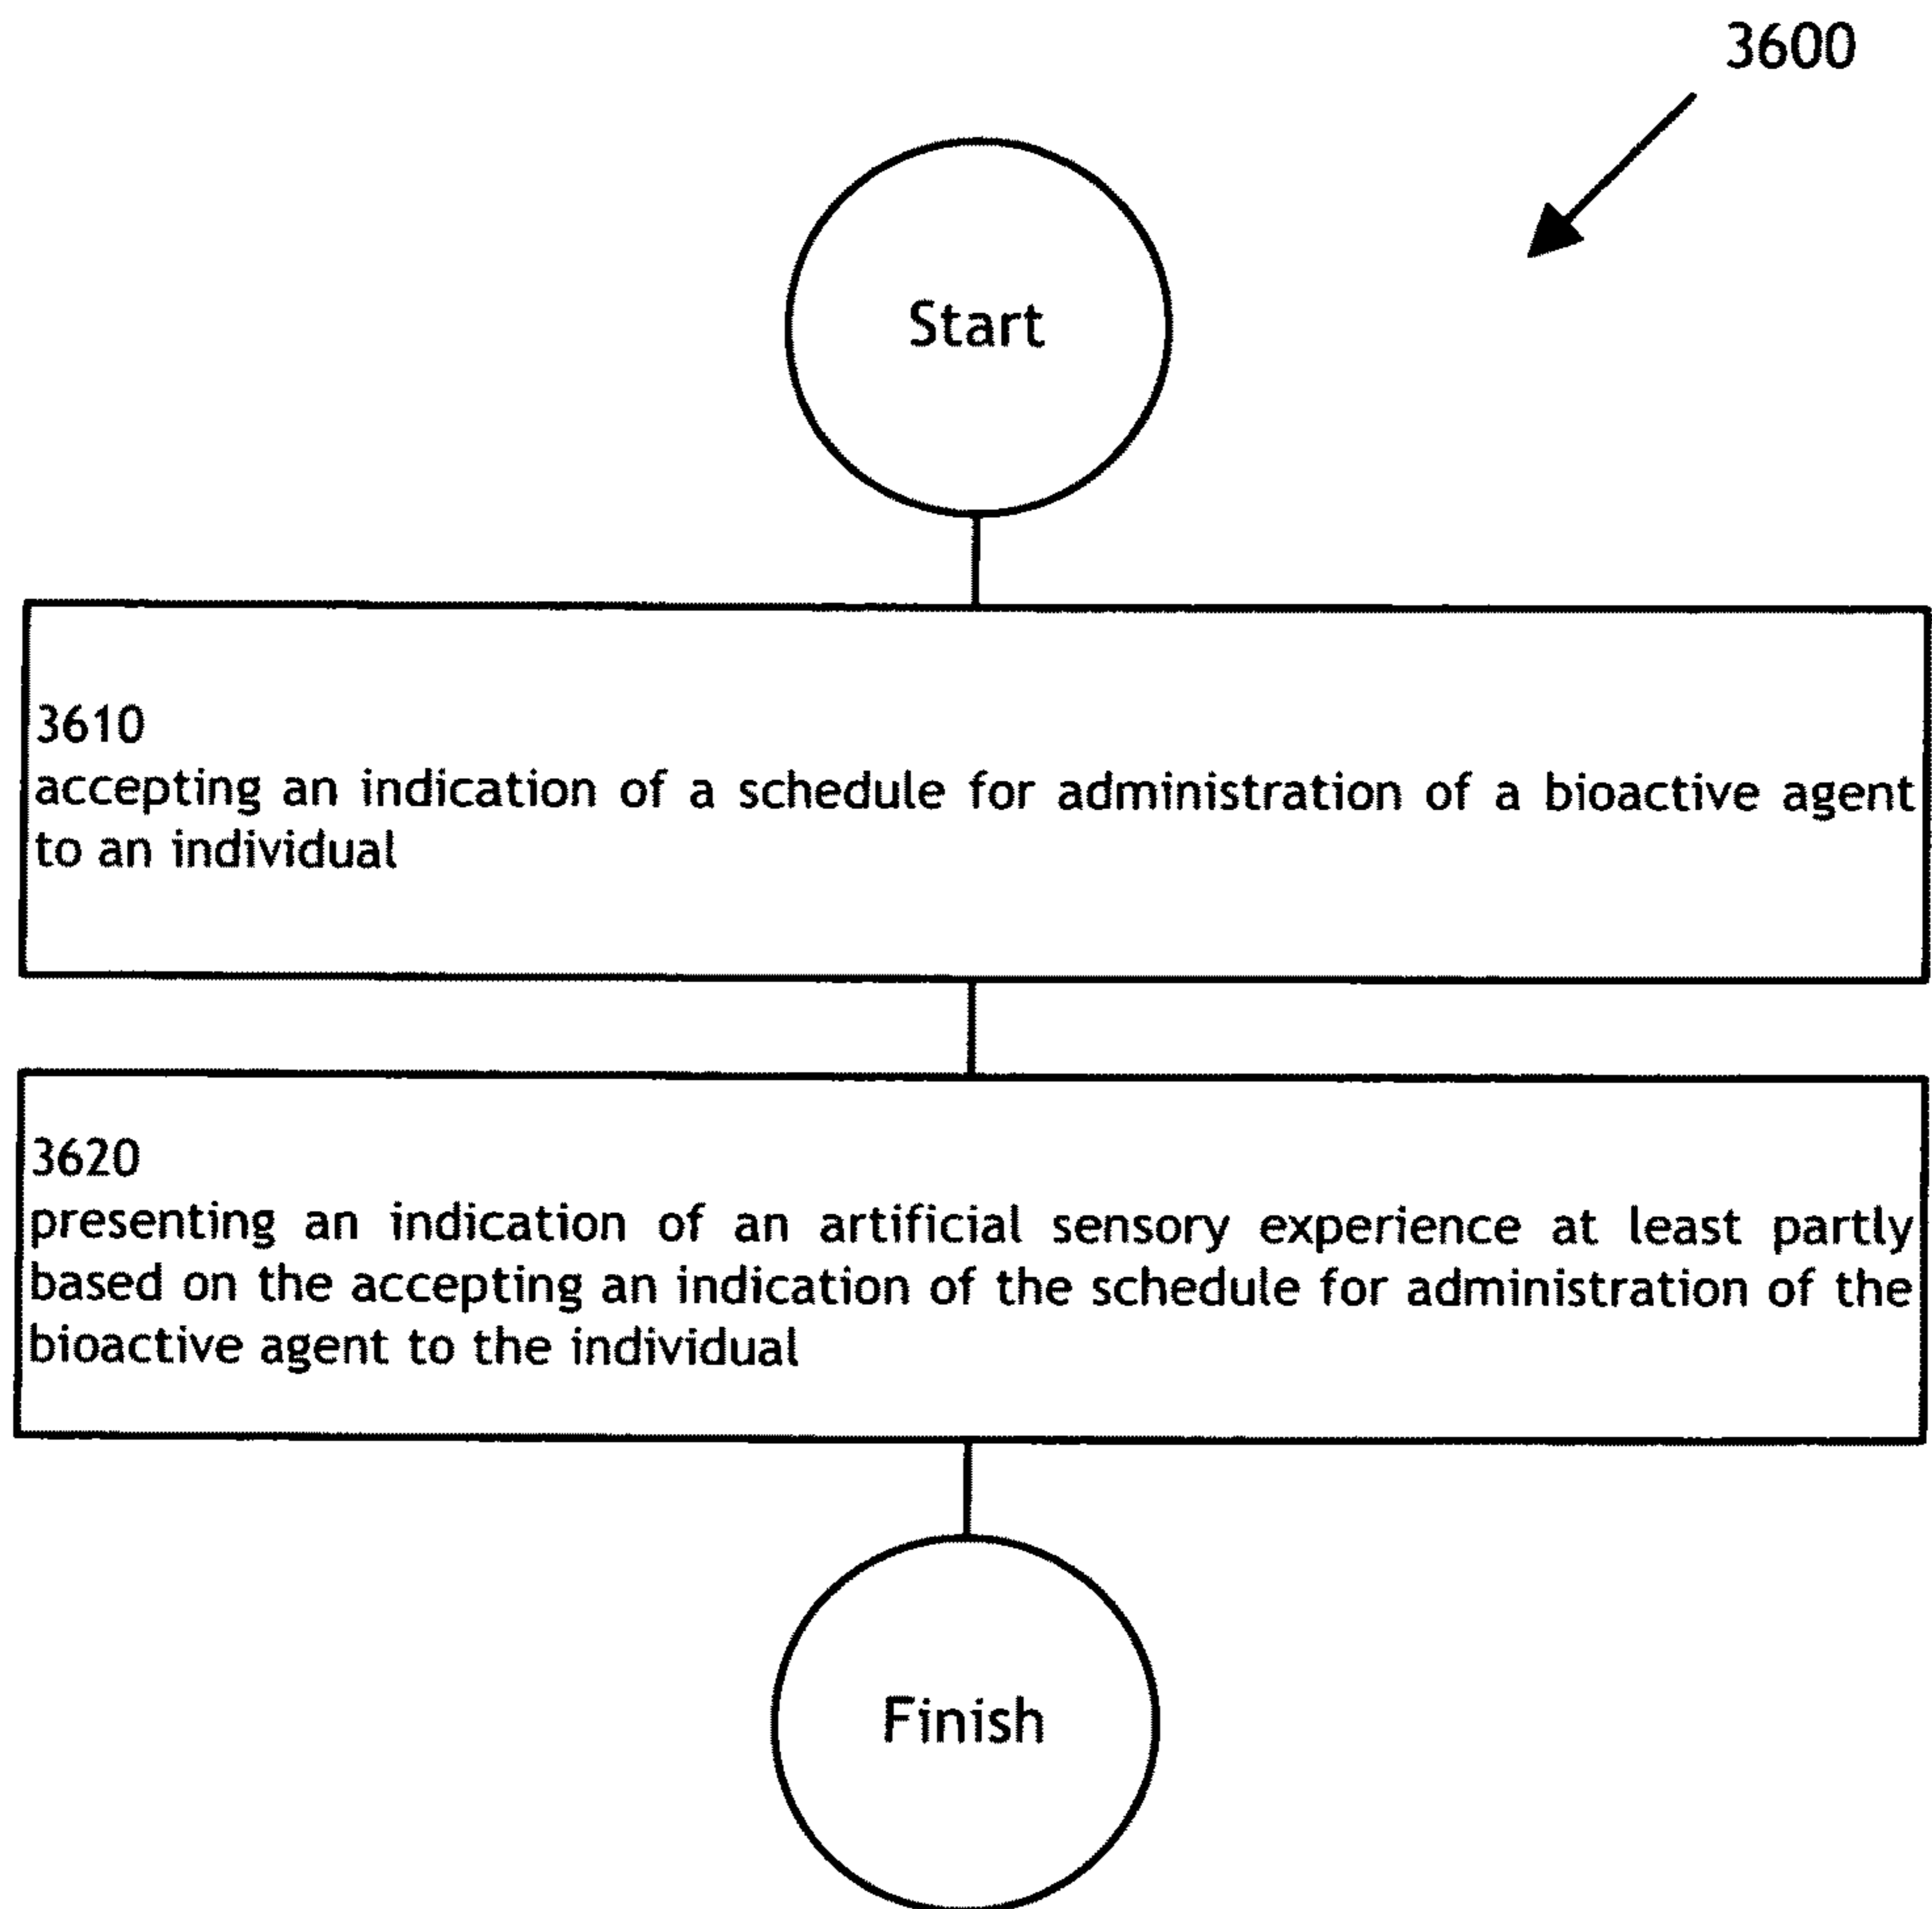 3600
Start
3610
accepting an indication of a schedule for administration of a bioactive agent
to an individual
3620
presenting an indication of an artificial sensory experience at least partly
based on the accepting an indication of the schedule for administration of the
bioactive agent to the individual
Finish